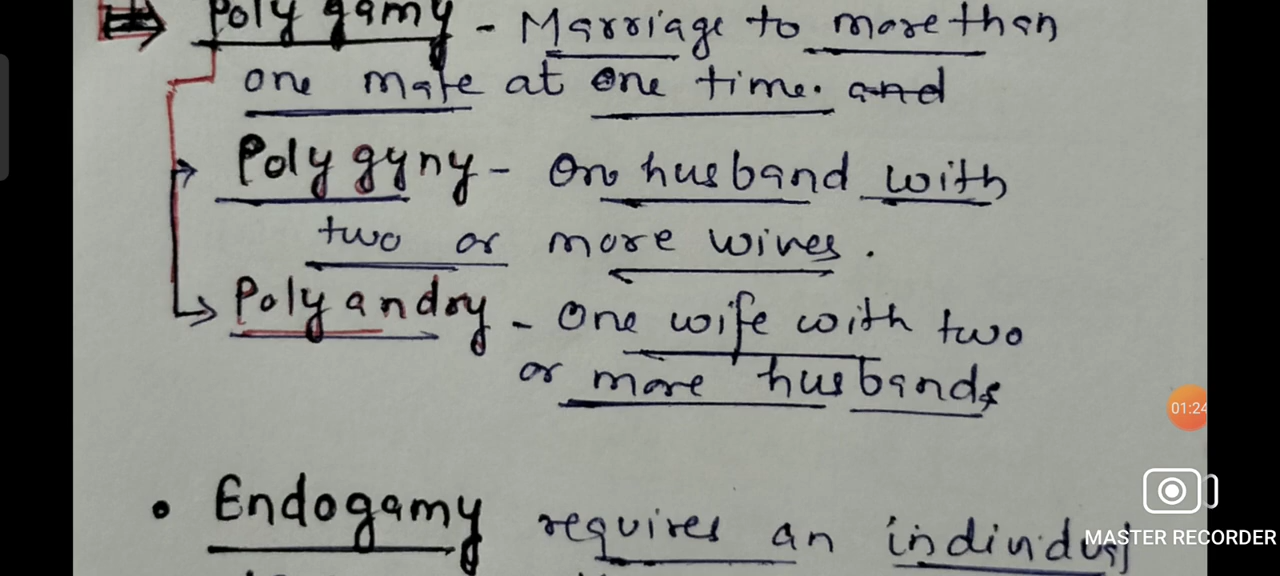 Polygamy - Marriage to more than
one mate at one time. and
Polygyny - On husband with
two or more wives.
Polyandry - One wife with two
or more husbands
01:24
• Endogamy requires an individual
MASTER RECORDER